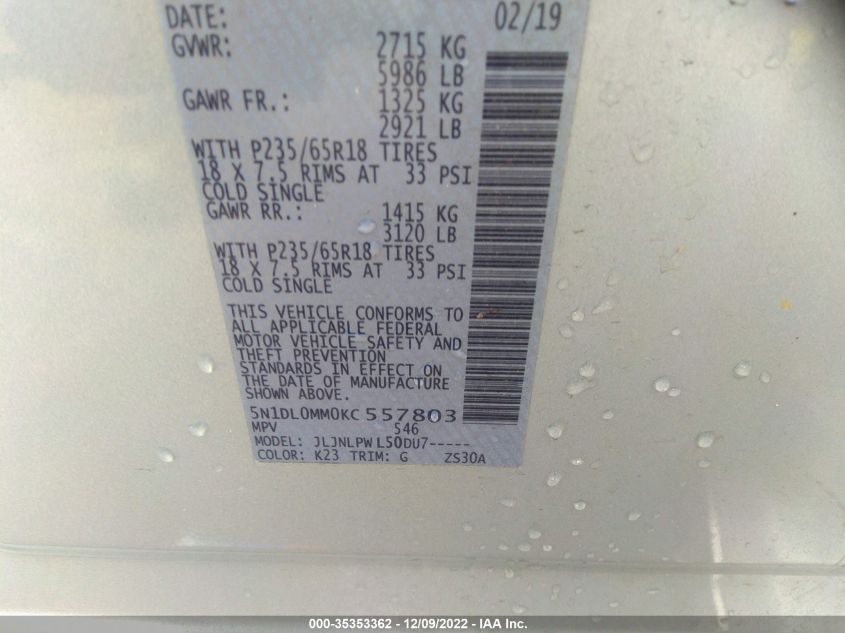 DATE: 02/19
GVWR: 2715 KG
5986 LB
GAWR FR.: 1325 KG
2921 LB
WITH P235/65R18 TIRES
18 X 7.5 RIMS AT 33 PSI
COLD SINGLE
GAWR RR.: 1415 KG
3120 LB
WITH P235/65R18 TIRES
18 X 7.5 RIMS AT 33 PSI
COLD SINGLE
THIS VEHICLE CONFORMS TO
ALL APPLICABLE FEDERAL
MOTOR VEHICLE SAFETY AND
THEFT PREVENTION
STANDARDS IN EFFECT ON
THE DATE OF MANUFACTURE
SHOWN ABOVE.
5N1DL0MM0KC557803
MPV 546
MODEL: JLJNLPWL50DU7-----
COLOR: K23 TRIM: G ZS30A
000-35353362 - 12/09/2022 - IAA Inc.